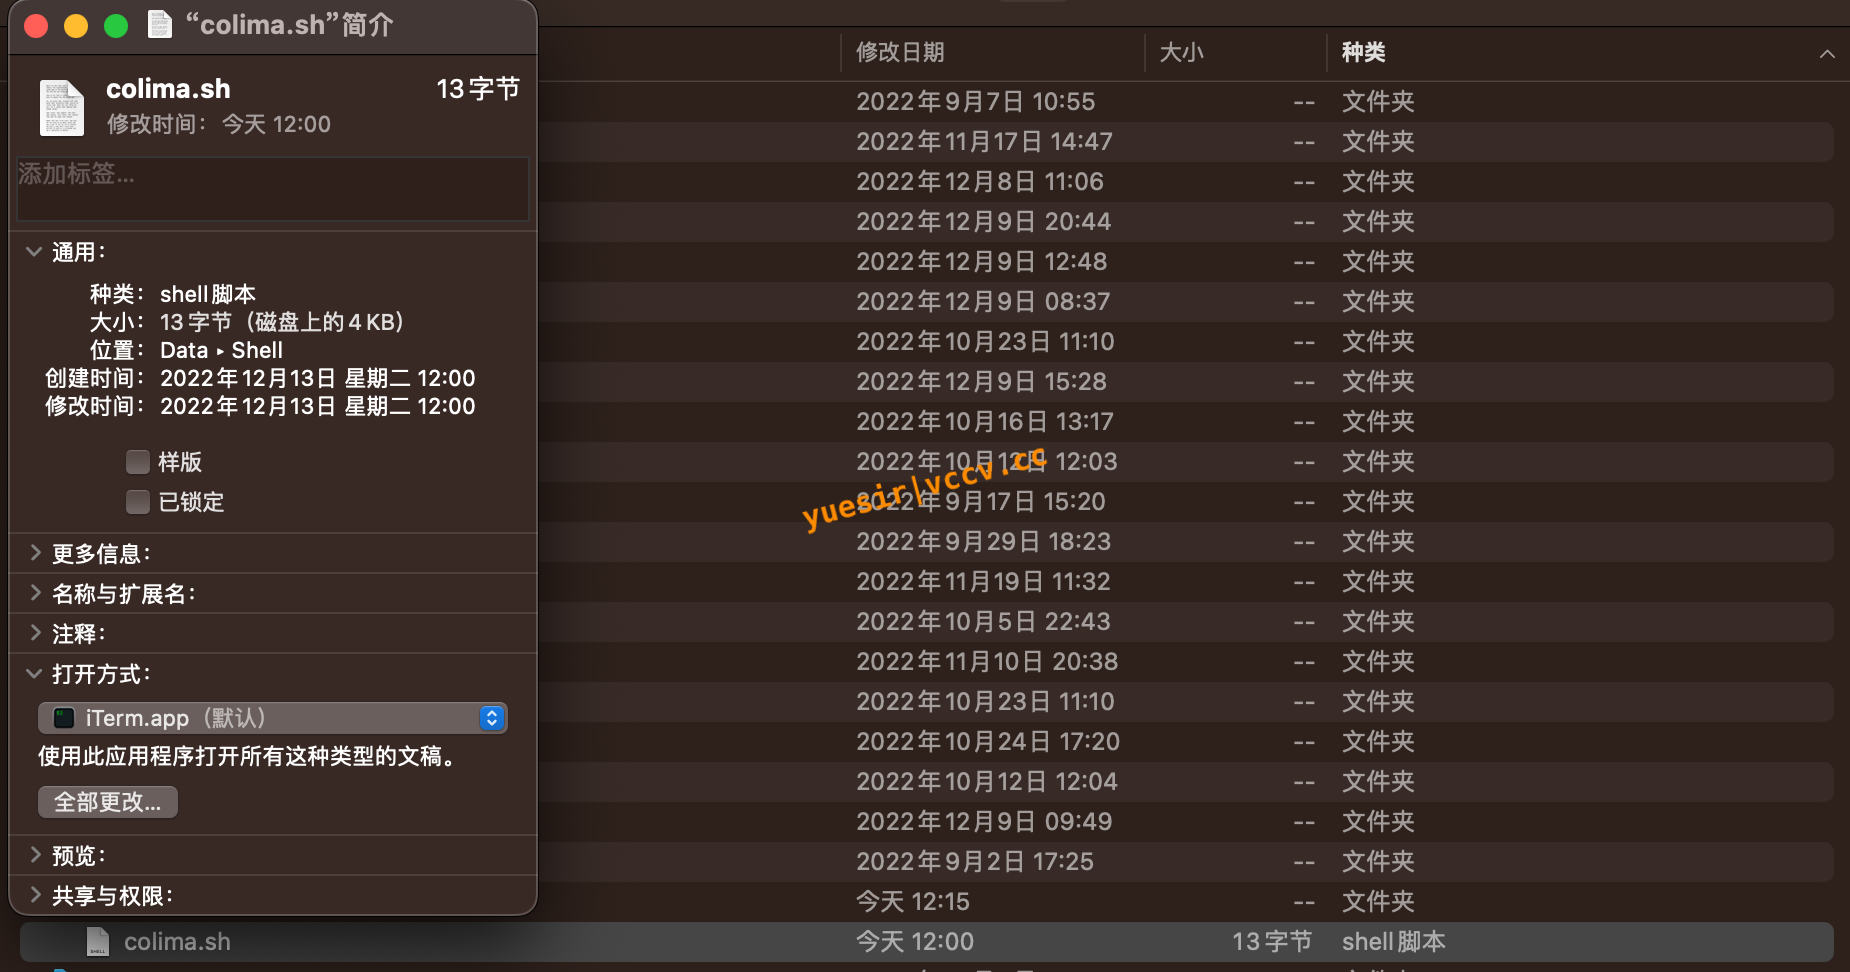 “colima.sh”简介
colima.sh 13 字节
修改时间： 今天 12:00
添加标签...
通用：
种类： shell脚本
大小： 13 字节（磁盘上的 4 KB）
位置： Data ▸ Shell
创建时间： 2022年12月13日 星期二 12:00
修改时间： 2022年12月13日 星期二 12:00
样版
已锁定
更多信息：
名称与扩展名：
注释：
打开方式：
iTerm.app（默认）
使用此应用程序打开所有这种类型的文稿。
全部更改...
预览：
共享与权限：
修改日期 大小 种类
2022年9月7日 10:55 -- 文件夹
2022年11月17日 14:47 -- 文件夹
2022年12月8日 11:06 -- 文件夹
2022年12月9日 20:44 -- 文件夹
2022年12月9日 12:48 -- 文件夹
2022年12月9日 08:37 -- 文件夹
2022年10月23日 11:10 -- 文件夹
2022年12月9日 15:28 -- 文件夹
2022年10月16日 13:17 -- 文件夹
2022年10月12日 12:03 -- 文件夹
yuesir|vccv.cc
2022年9月17日 15:20 -- 文件夹
2022年9月29日 18:23 -- 文件夹
2022年11月19日 11:32 -- 文件夹
2022年10月5日 22:43 -- 文件夹
2022年11月10日 20:38 -- 文件夹
2022年10月23日 11:10 -- 文件夹
2022年10月24日 17:20 -- 文件夹
2022年10月12日 12:04 -- 文件夹
2022年12月9日 09:49 -- 文件夹
2022年9月2日 17:25 -- 文件夹
今天 12:15 -- 文件夹
colima.sh 今天 12:00 13 字节 shell脚本